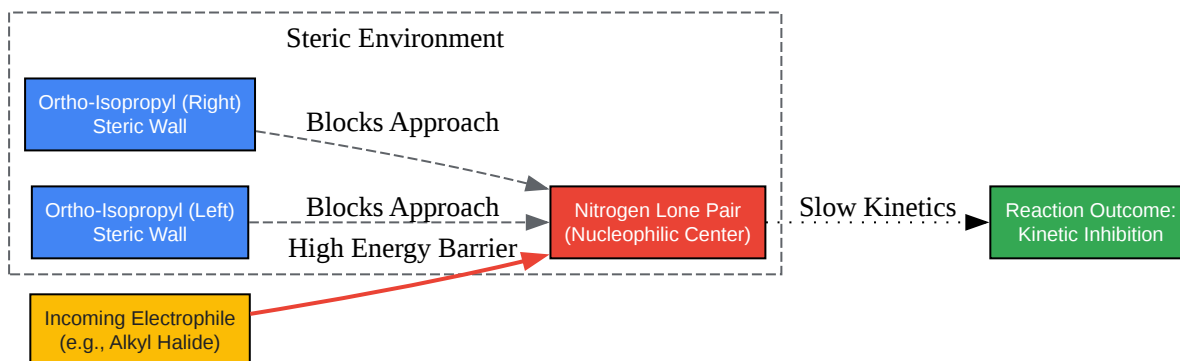 Steric Environment
Ortho-Isopropyl (Right)
Steric Wall
Blocks Approach
Ortho-Isopropyl (Left)
Steric Wall
Blocks Approach
Nitrogen Lone Pair
(Nucleophilic Center)
Slow Kinetics
Reaction Outcome:
Kinetic Inhibition
High Energy Barrier
Incoming Electrophile
(e.g., Alkyl Halide)